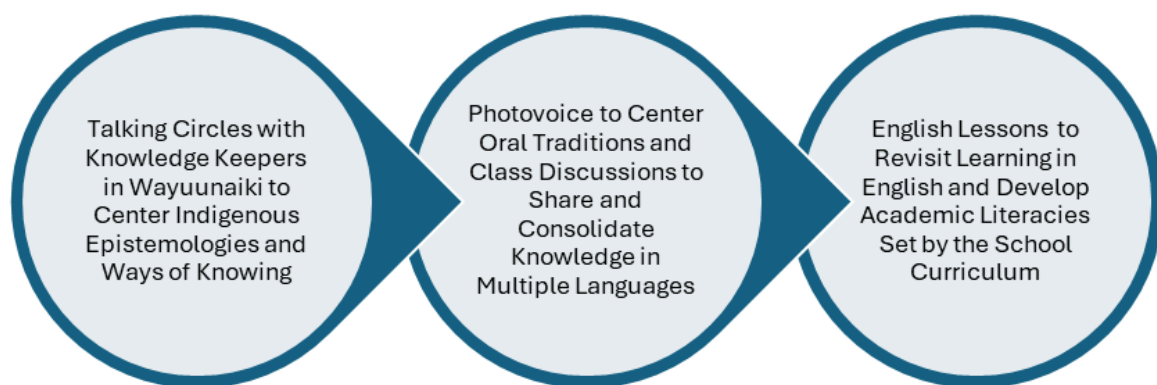 Talking Circles with
Knowledge Keepers
in Wayuunaiki to
Center Indigenous
Epistemologies and
Ways of Knowing
Photovoice to Center
Oral Traditions and
Class Discussions to
Share and
Consolidate
Knowledge in
Multiple Languages
English Lessons to
Revisit Learning in
English and Develop
Academic Literacies
Set by the School
Curriculum